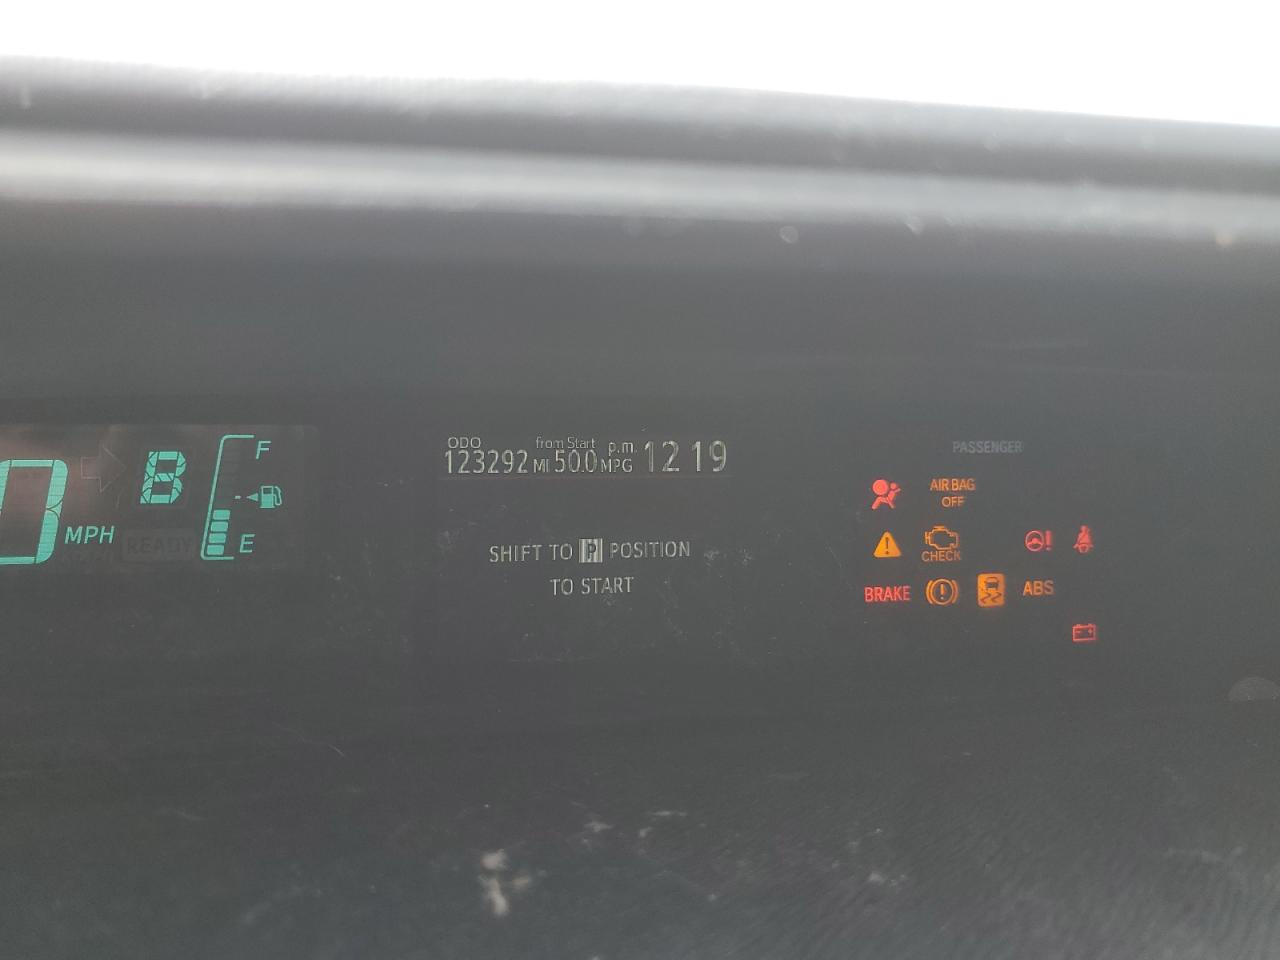 F
B
0
MPH
E
READY
ODO from Start p.m.
123292 MI 50.0 MPG 12 19
SHIFT TO P POSITION
TO START
PASSENGER
AIR BAG
OFF
CHECK
BRAKE
ABS